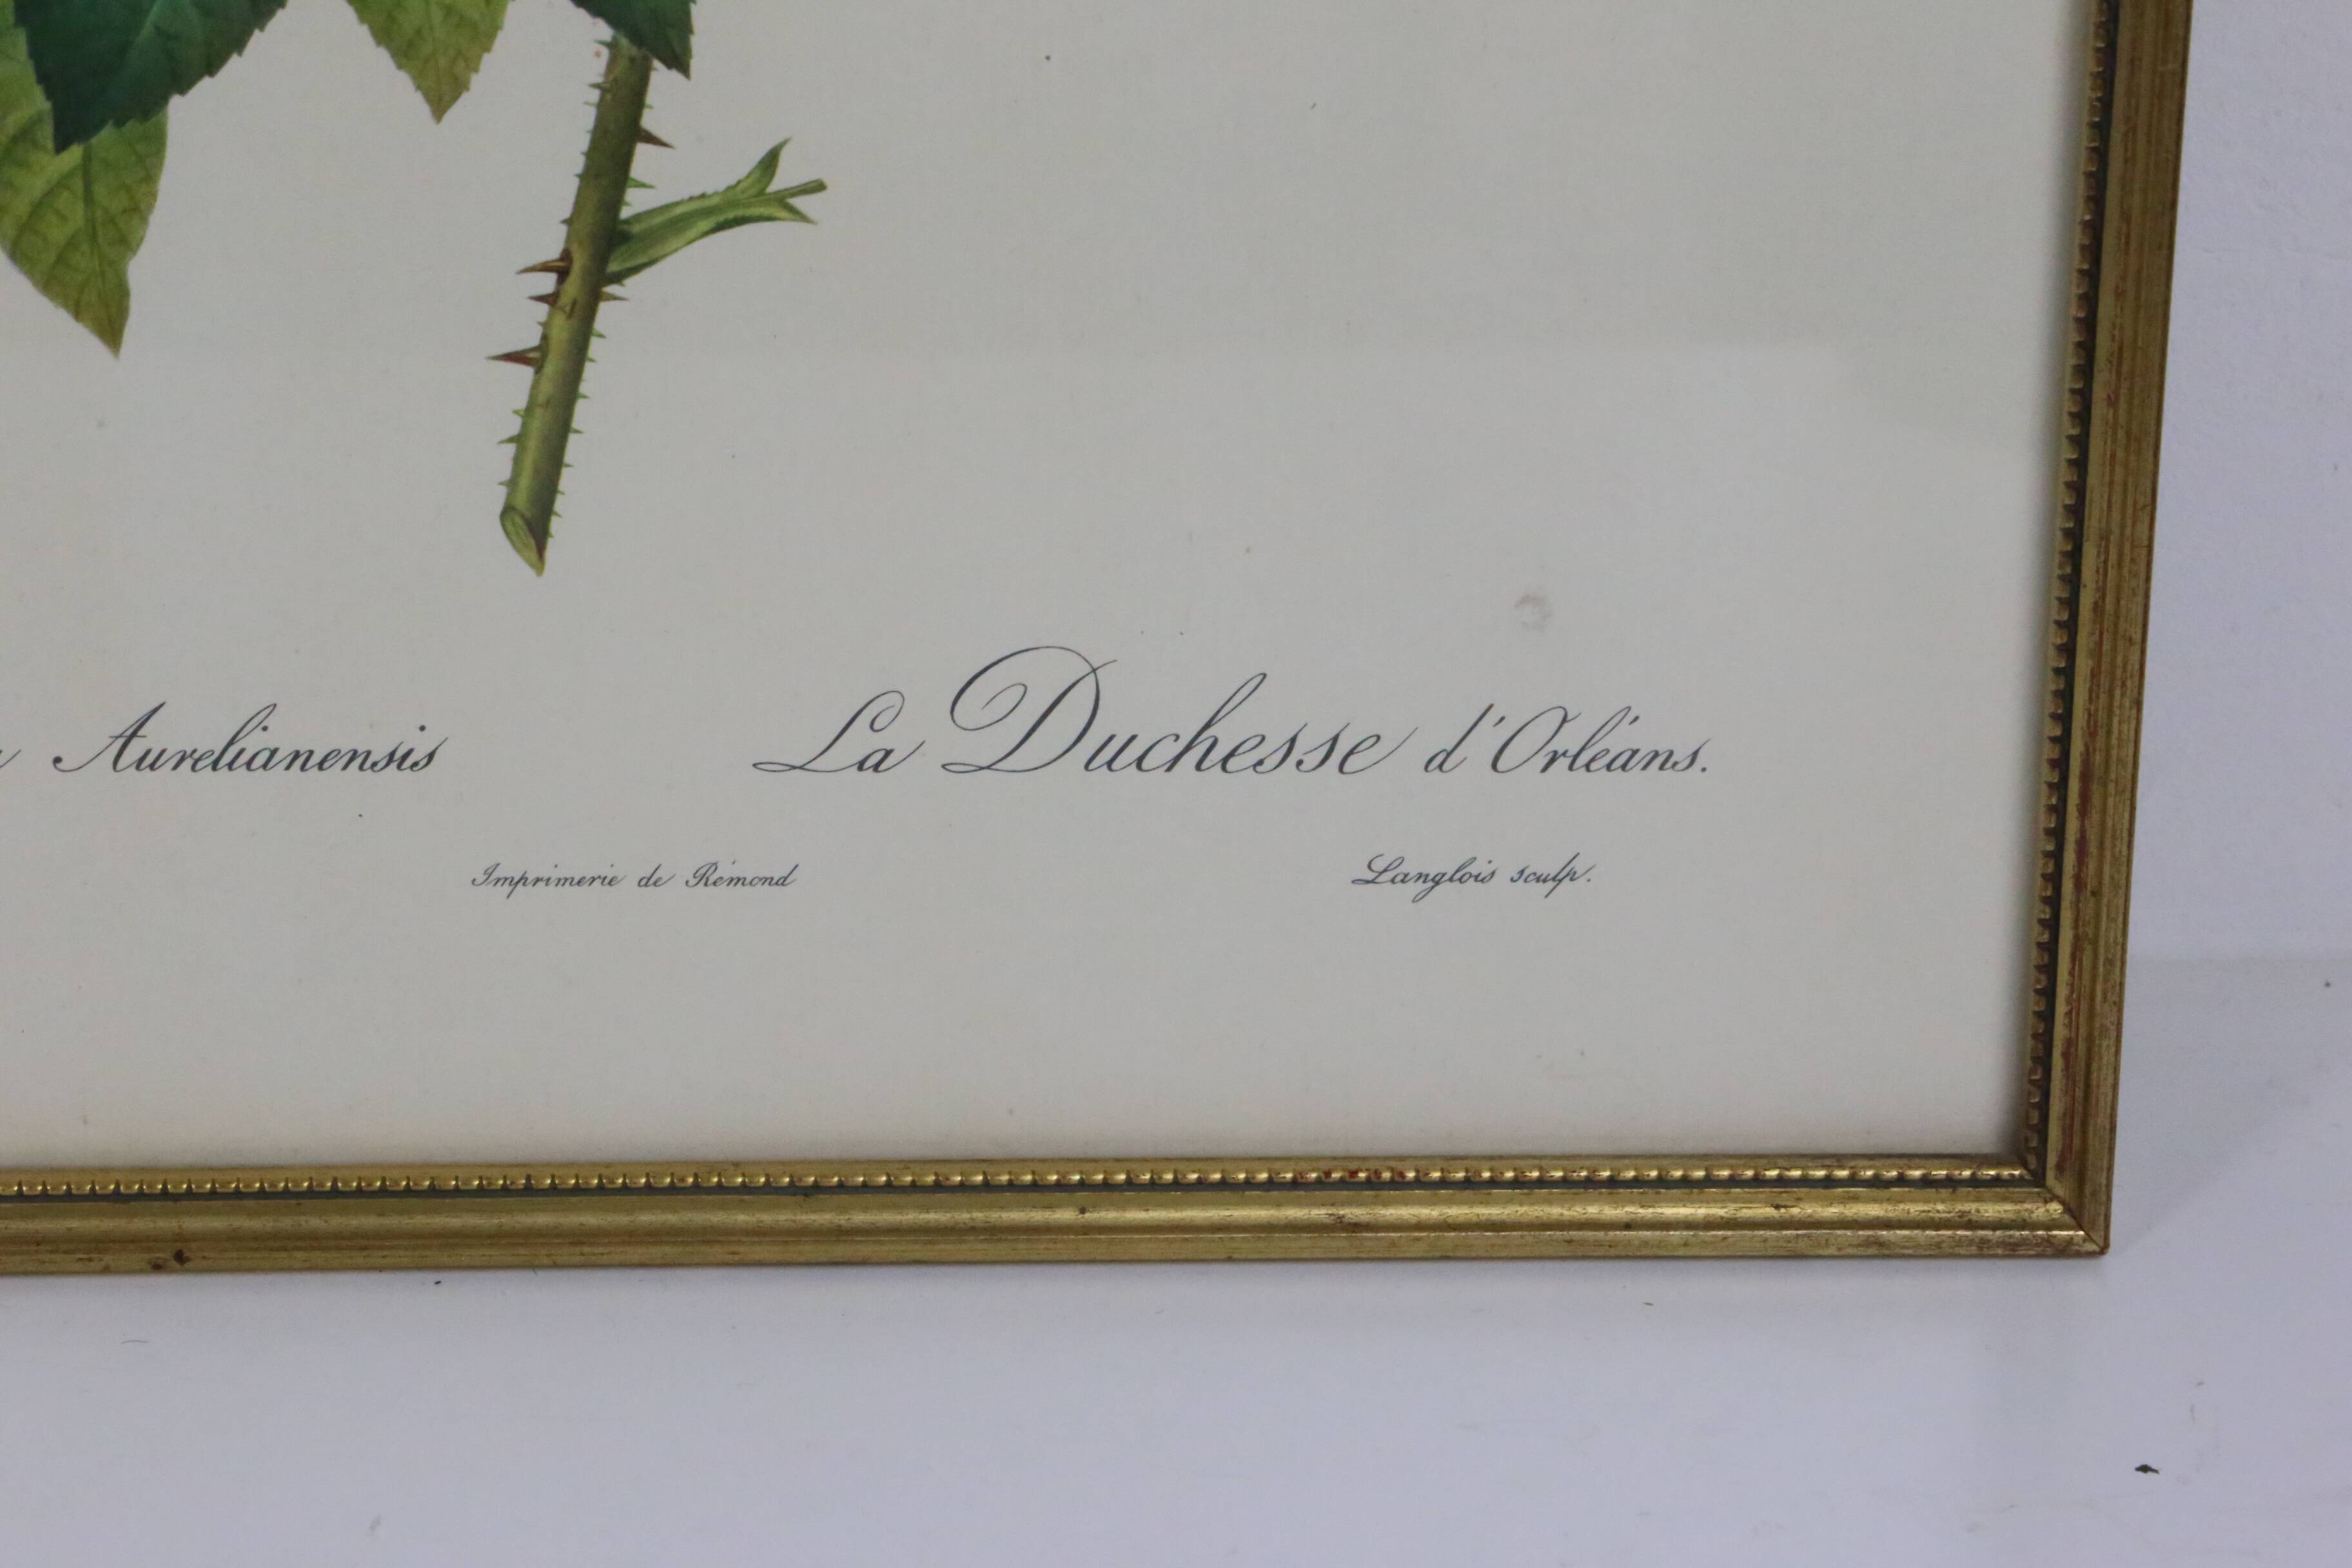 Aurelianensis La Duchesse d'Orléans.
Imprimerie de Rémond Langlois sculp.